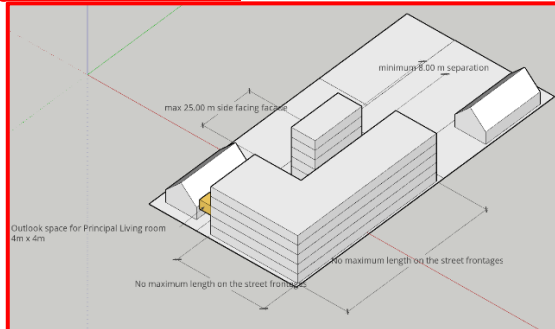 minimum 8.00 m separation
max 25.00 m side facing facade
Outlook space for Principal Living room
4m x 4m
No maximum length on the street frontages
No maximum length on the street frontages